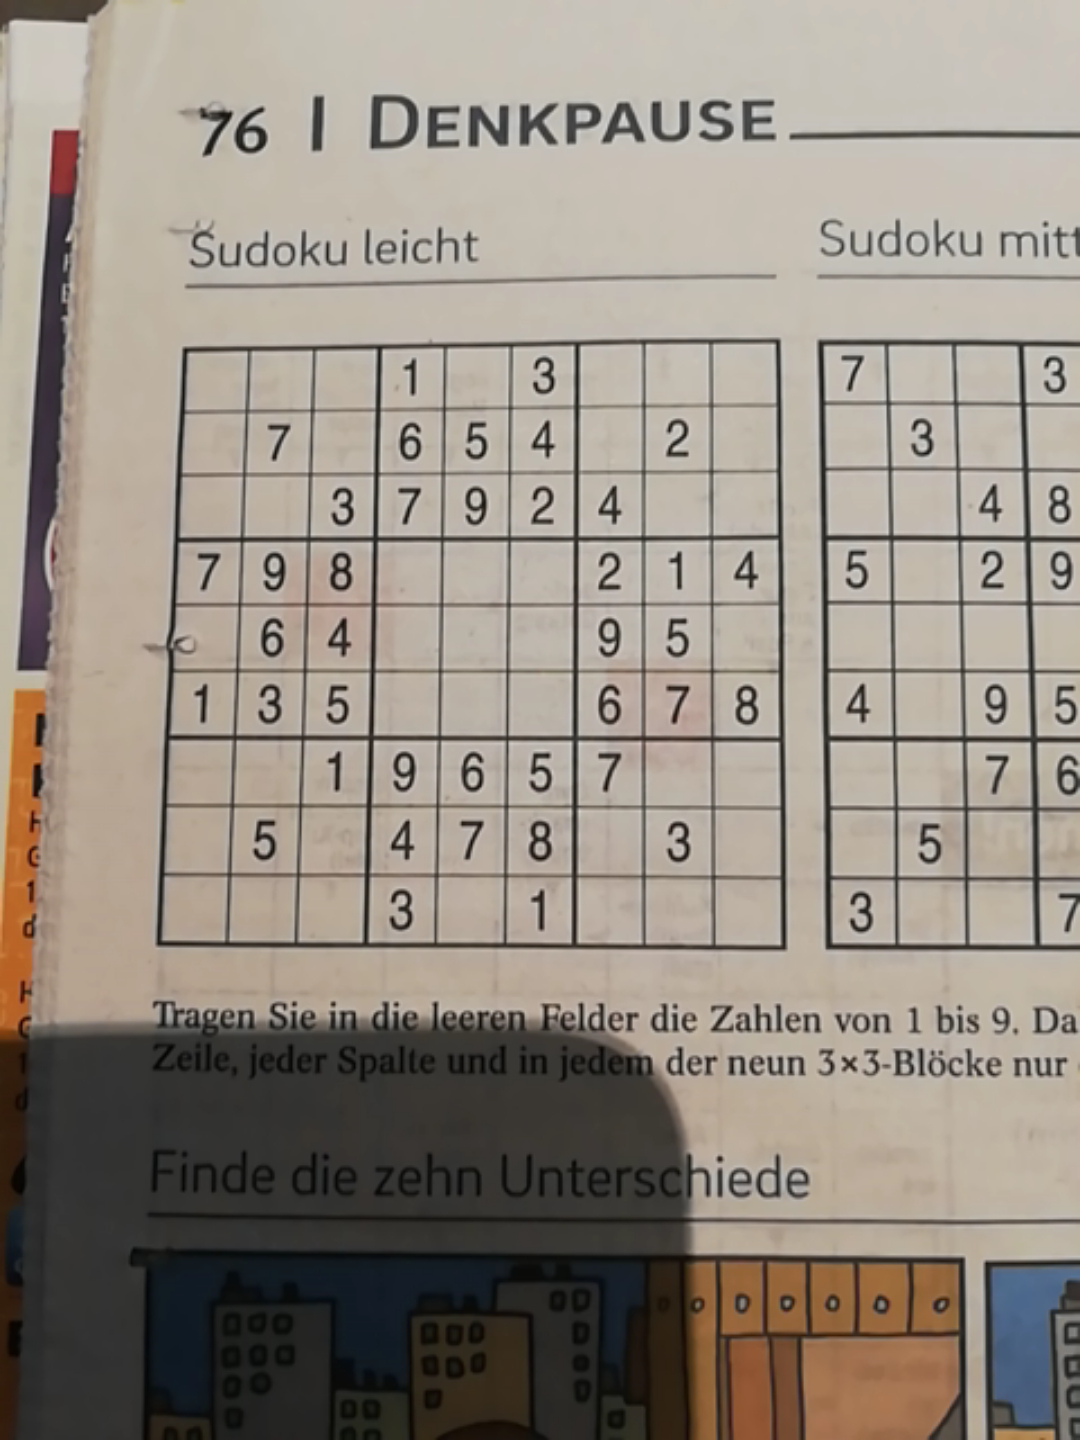 76 | DENKPAUSE
Sudoku leicht
Sudoku mitt
1 3
7 6 5 4 2
3 7 9 2 4
7 9 8 2 1 4
6 4 9 5
1 3 5 6 7 8
1 9 6 5 7
5 4 7 8 3
3 1
7 3
3
4 8
5 2 9
4 9 5
7 6
5
3 7
Tragen Sie in die leeren Felder die Zahlen von 1 bis 9. Da
Zeile, jeder Spalte und in jedem der neun 3×3-Blöcke nur
Finde die zehn Unterschiede